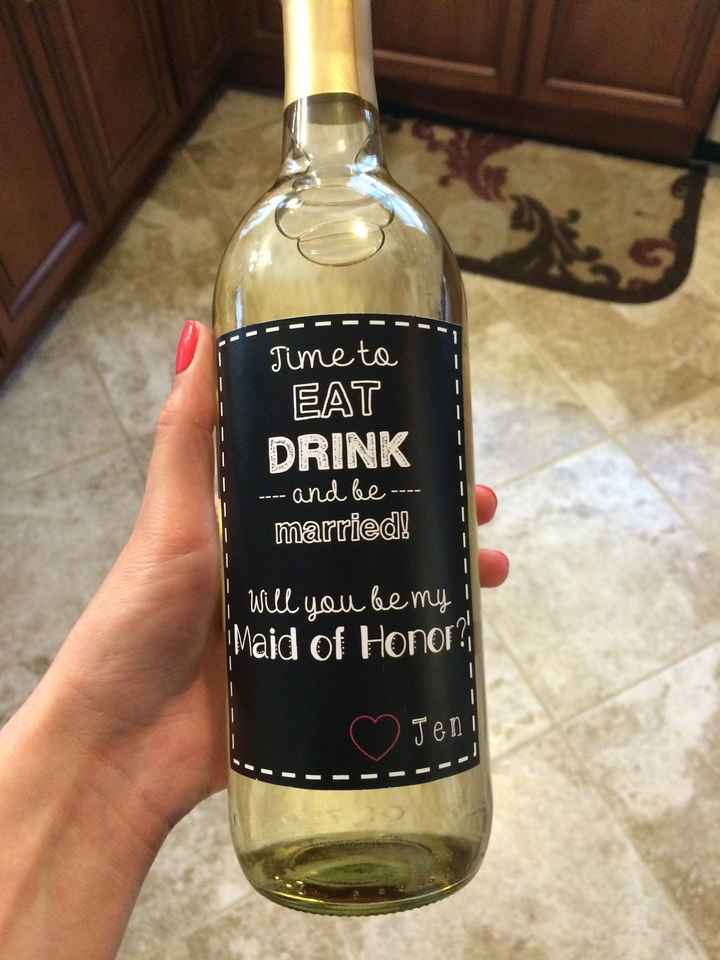 Time to
EAT
DRINK
---- and be ----
married!
Will you be my
Maid of Honor?
Jen